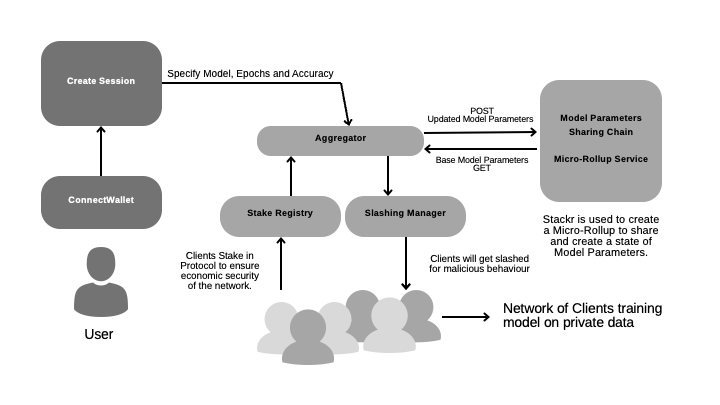 Create Session
Specify Model, Epochs and Accuracy
ConnectWallet
User
Aggregator
POST
Updated Model Parameters
Base Model Parameters
GET
Model Parameters
Sharing Chain
Micro-Rollup Service
Stake Registry
Slashing Manager
Stackr is used to create
a Micro-Rollup to share
and create a state of
Model Parameters.
Clients Stake in
Protocol to ensure
economic security
of the network.
Clients will get slashed
for malicious behaviour
Network of Clients training
model on private data